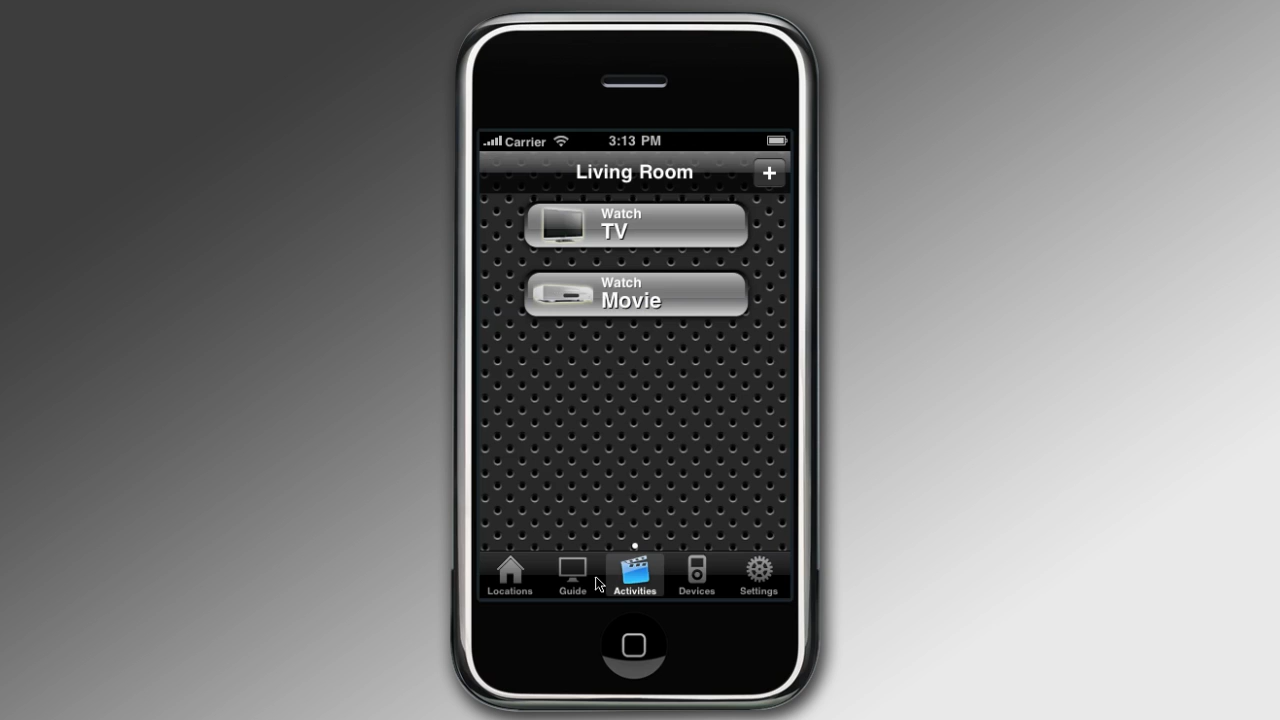 Carrier 3:13 PM
Living Room +
Watch
TV
Watch
Movie
Locations Guide Activities Devices Settings